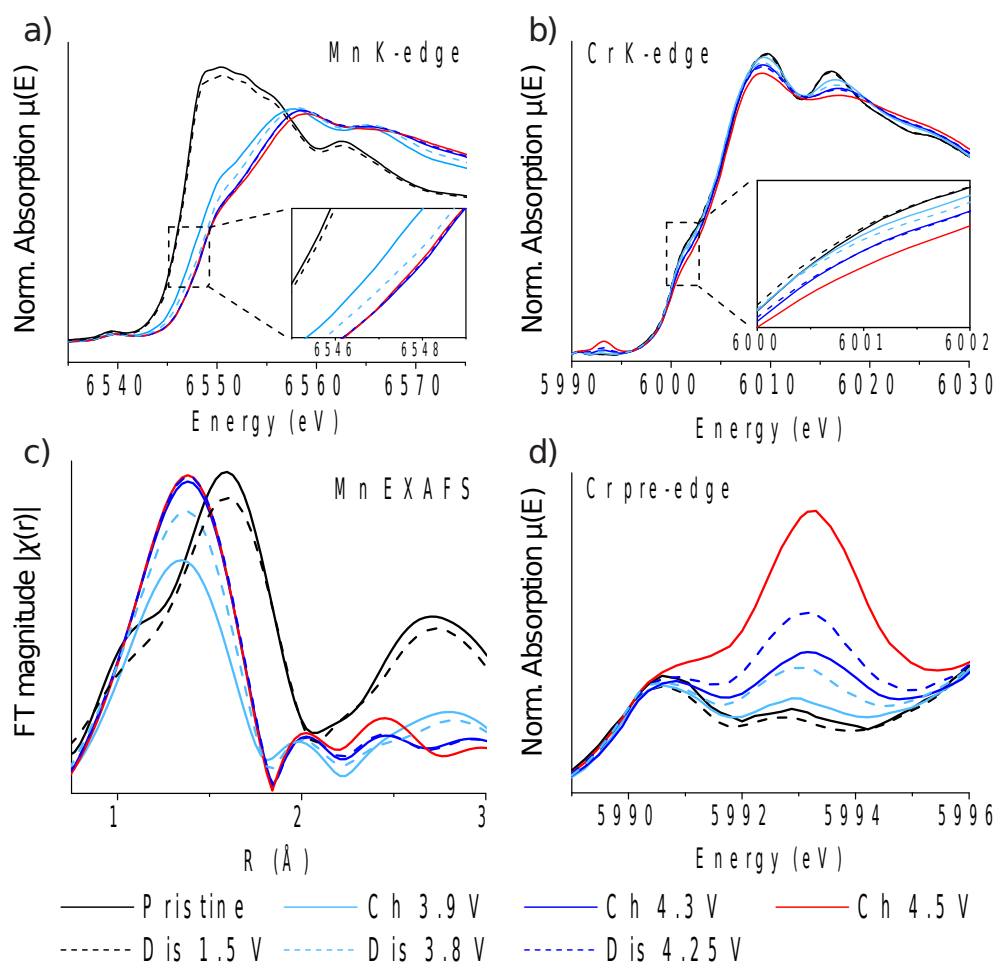 a)
Mn K-edge
Norm. Absorption μ(E)
6546 6548
6540 6550 6560 6570
Energy (eV)
b)
Cr K-edge
Norm. Absorption μ(E)
6000 6001 6002
5990 6000 6010 6020 6030
Energy (eV)
c)
Mn EXAFS
FT magnitude |χ(r)|
1 2 3
R (Å)
d)
Cr pre-edge
Norm. Absorption μ(E)
5990 5992 5994 5996
Energy (eV)
Pristine Ch 3.9 V Ch 4.3 V Ch 4.5 V
Dis 1.5 V Dis 3.8 V Dis 4.25 V